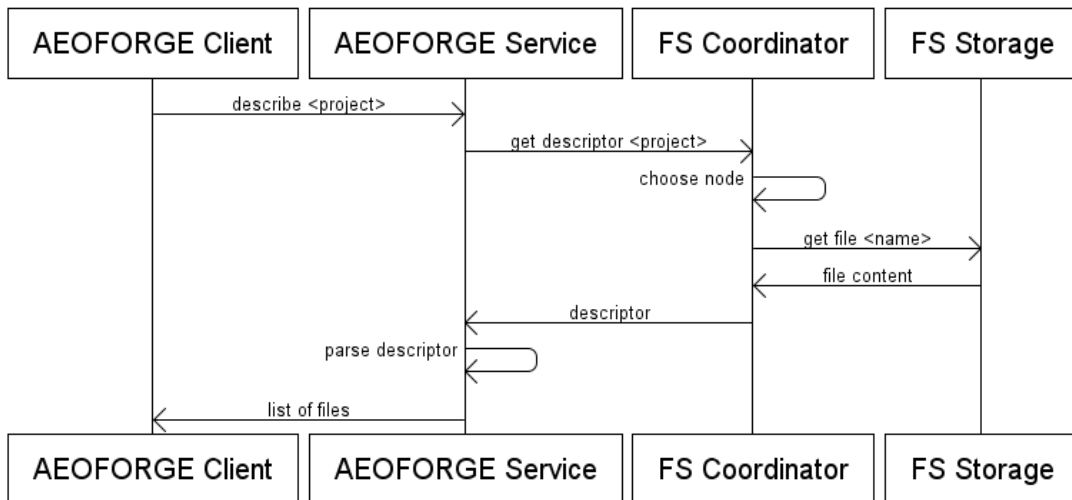 AEOFORGE Client AEOFORGE Service FS Coordinator FS Storage
describe <project>
get descriptor <project>
choose node
get file <name>
file content
descriptor
parse descriptor
list of files
AEOFORGE Client AEOFORGE Service FS Coordinator FS Storage